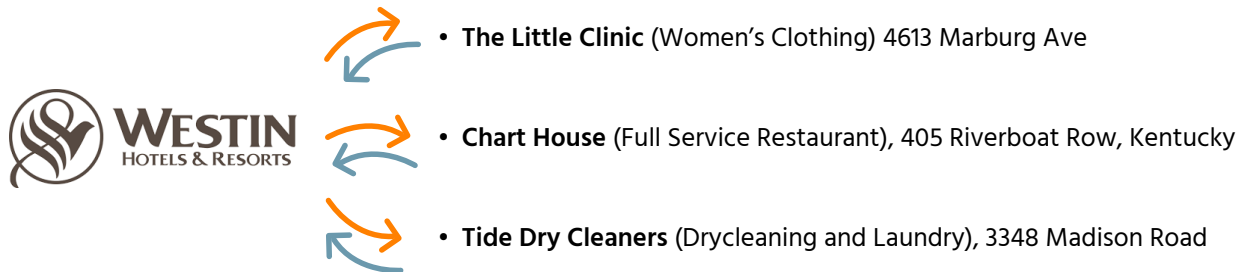 • The Little Clinic (Women’s Clothing) 4613 Marburg Ave
WESTIN
HOTELS & RESORTS
• Chart House (Full Service Restaurant), 405 Riverboat Row, Kentucky
• Tide Dry Cleaners (Drycleaning and Laundry), 3348 Madison Road